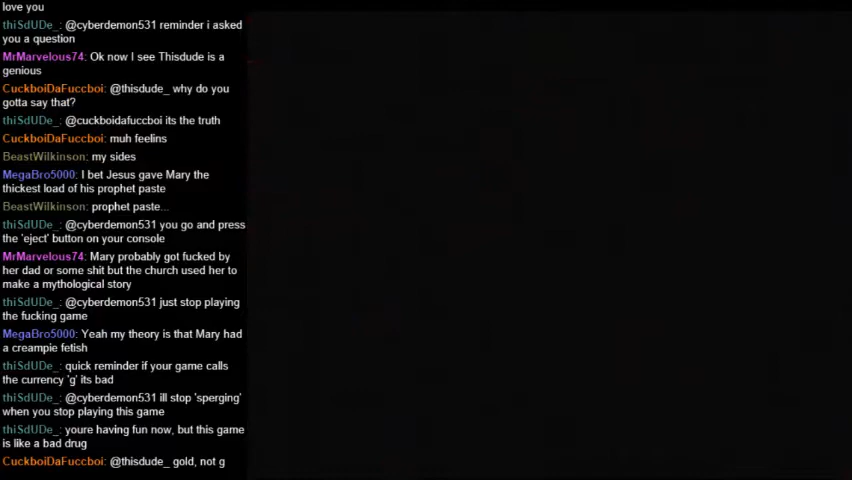 love you
thiSdUDe_: @cyberdemon531 reminder i asked
you a question
MrMarvelous74: Ok now I see Thisdude is a
genious
CuckboiDaFuccboi: @thisdude_ why do you
gotta say that?
thiSdUDe_: @cuckboidafuccboi its the truth
CuckboiDaFuccboi: muh feelins
BeastWilkinson: my sides
MegaBro5000: I bet Jesus gave Mary the
thickest load of his prophet paste
BeastWilkinson: prophet paste...
thiSdUDe_: @cyberdemon531 you go and press
the 'eject' button on your console
MrMarvelous74: Mary probably got fucked by
her dad or some shit but the church used her to
make a mythological story
thiSdUDe_: @cyberdemon531 just stop playing
the fucking game
MegaBro5000: Yeah my theory is that Mary had
a creampie fetish
thiSdUDe_: quick reminder if your game calls
the currency 'g' its bad
thiSdUDe_: @cyberdemon531 ill stop 'sperging'
when you stop playing this game
thiSdUDe_: youre having fun now, but this game
is like a bad drug
CuckboiDaFuccboi: @thisdude_ gold, not g